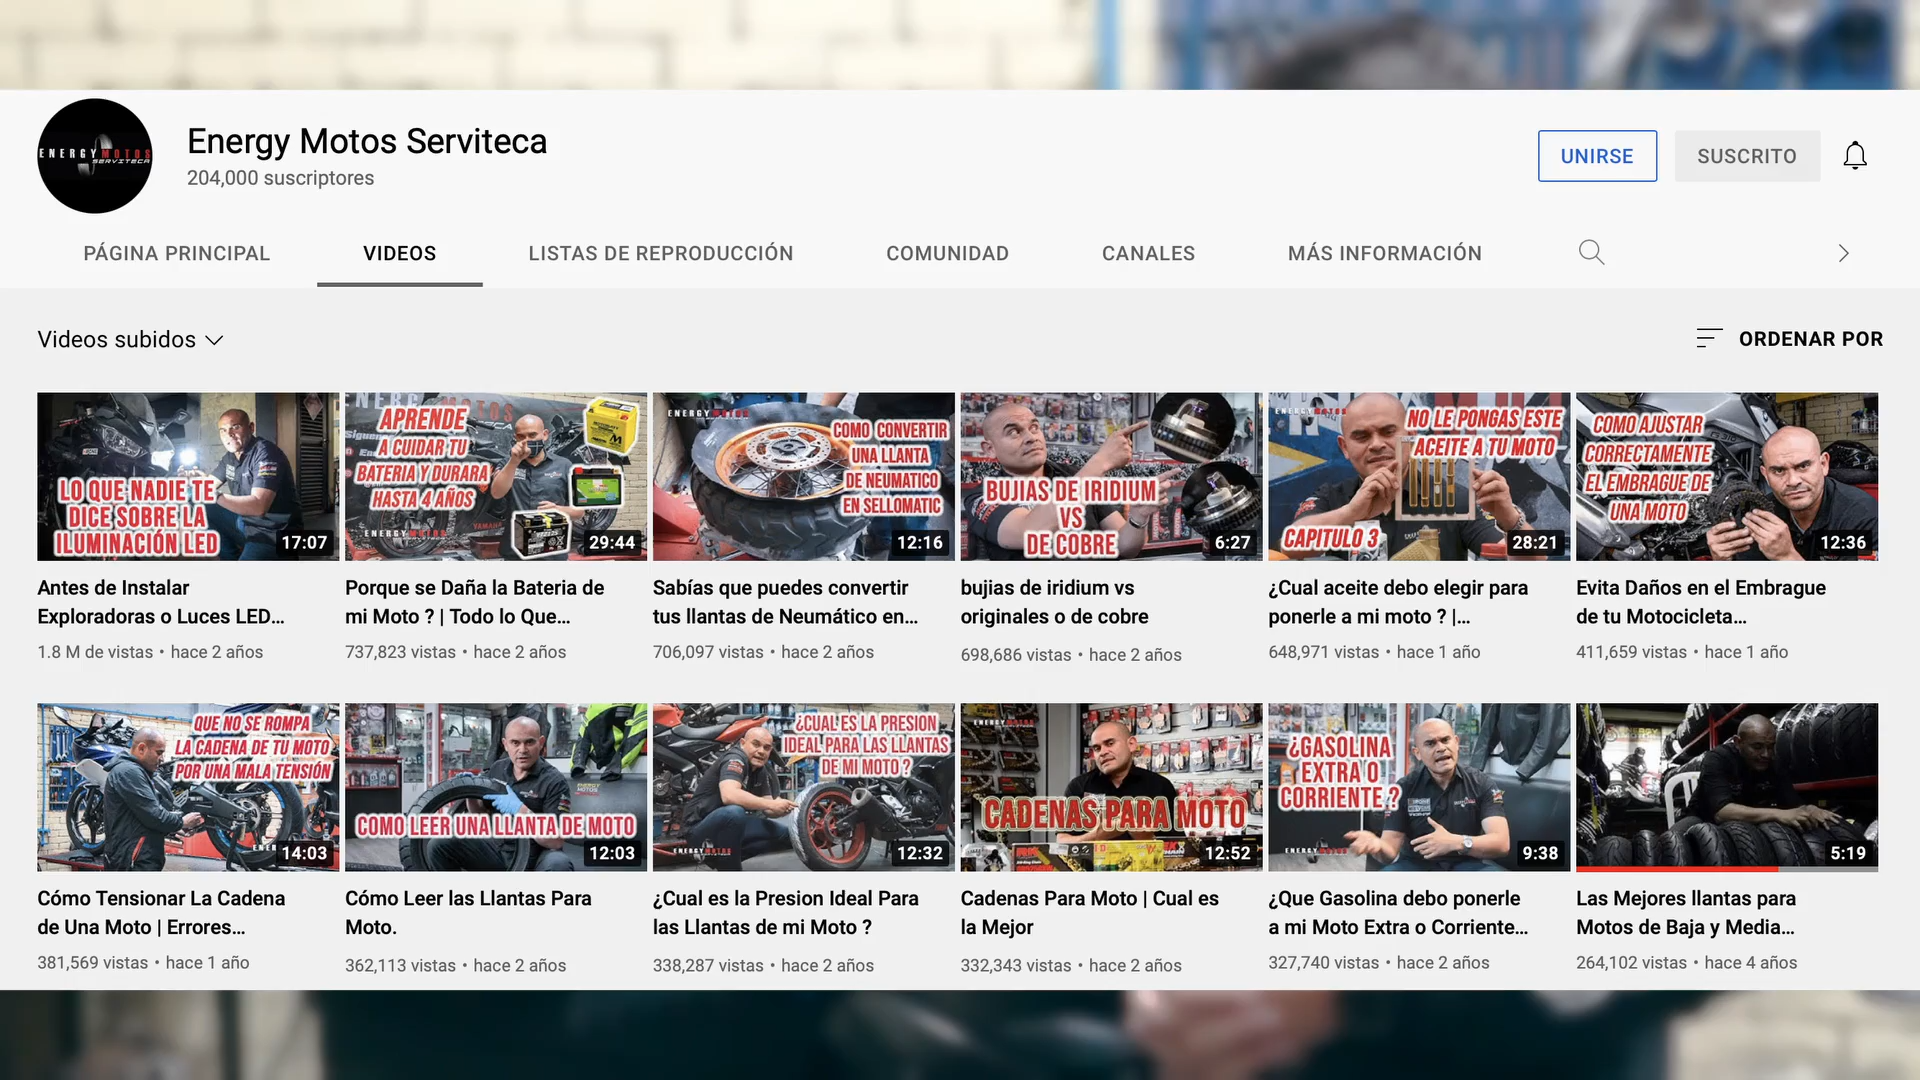 ENERGY MOTOS
SERVITECA
Energy Motos Serviteca
204,000 suscriptores
UNIRSE
SUSCRITO
PÁGINA PRINCIPAL
VIDEOS
LISTAS DE REPRODUCCIÓN
COMUNIDAD
CANALES
MÁS INFORMACIÓN
Videos subidos
ORDENAR POR
LO QUE NADIE TE
DICE SOBRE LA
ILUMINACIÓN LED
17:07
Antes de Instalar
Exploradoras o Luces LED...
1.8 M de vistas • hace 2 años
APRENDE
A CUIDAR TU
BATERIA Y DURARA
HASTA 4 AÑOS
29:44
Porque se Daña la Bateria de
mi Moto ? | Todo lo Que...
737,823 vistas • hace 2 años
ENERGY MOTOS
COMO CONVERTIR
UNA LLANTA
DE NEUMATICO
EN SELLOMATIC
12:16
Sabías que puedes convertir
tus llantas de Neumático en...
706,097 vistas • hace 2 años
BUJIAS DE IRIDIUM
VS
DE COBRE
6:27
bujias de iridium vs
originales o de cobre
698,686 vistas • hace 2 años
ENERGY MOTOS
NO LE PONGAS ESTE
ACEITE A TU MOTO
CAPITULO 3
28:21
¿Cual aceite debo elegir para
ponerle a mi moto ? |...
648,971 vistas • hace 1 año
COMO AJUSTAR
CORRECTAMENTE
EL EMBRAGUE DE
UNA MOTO
12:36
Evita Daños en el Embrague
de tu Motocicleta...
411,659 vistas • hace 1 año
QUE NO SE ROMPA
LA CADENA DE TU MOTO
POR UNA MALA TENSIÓN
14:03
Cómo Tensionar La Cadena
de Una Moto | Errores...
381,569 vistas • hace 1 año
COMO LEER UNA LLANTA DE MOTO
12:03
Cómo Leer las Llantas Para
Moto.
362,113 vistas • hace 2 años
¿CUAL ES LA PRESION
IDEAL PARA LAS LLANTAS
DE MI MOTO ?
ENERGY MOTOS
12:32
¿Cual es la Presion Ideal Para
las Llantas de mi Moto ?
338,287 vistas • hace 2 años
ENERGY MOTOS
CADENAS PARA MOTO
12:52
Cadenas Para Moto | Cual es
la Mejor
332,343 vistas • hace 2 años
¿GASOLINA
EXTRA O
CORRIENTE?
ENERGY MOTOS
9:38
¿Que Gasolina debo ponerle
a mi Moto Extra o Corriente...
327,740 vistas • hace 2 años
5:19
Las Mejores llantas para
Motos de Baja y Media...
264,102 vistas • hace 4 años